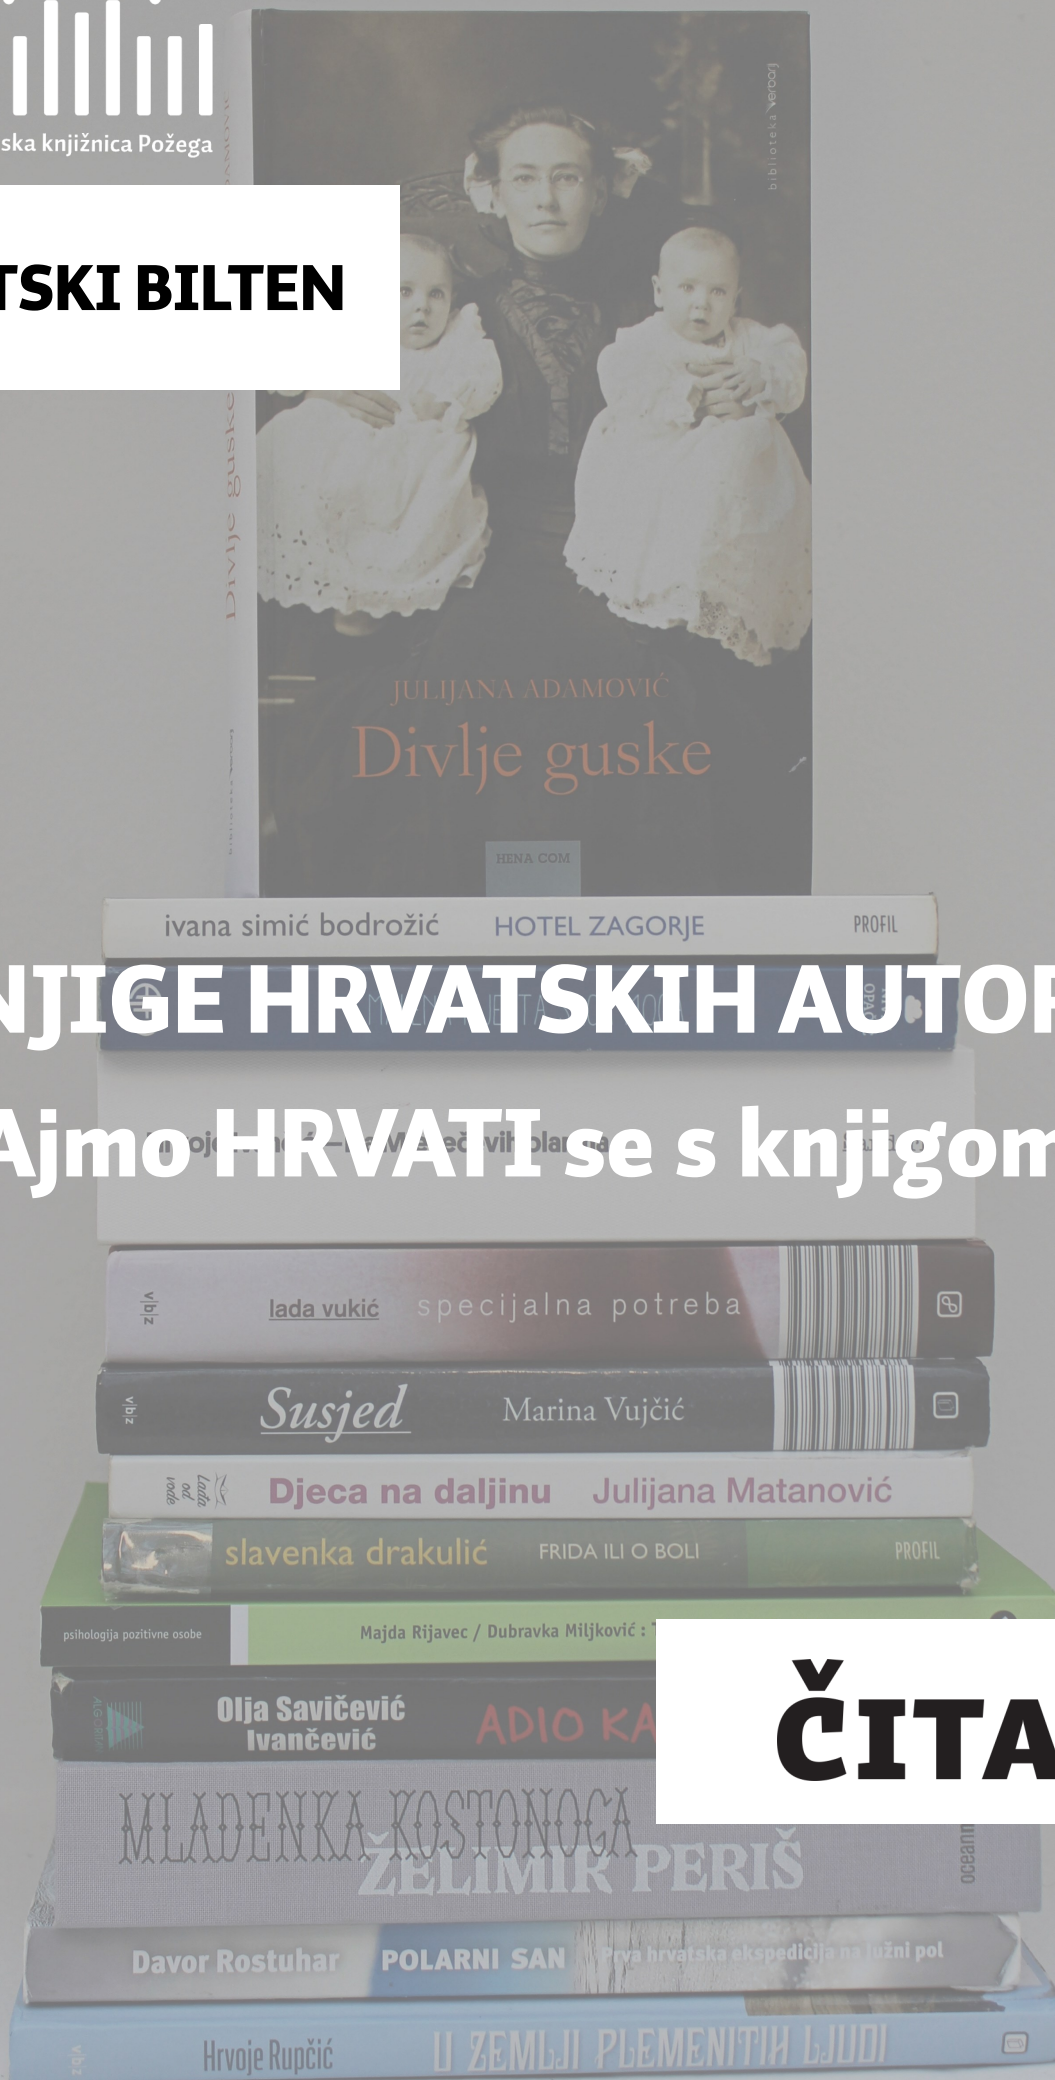 ska knjižnica Požega
TSKI BILTEN
biblioteka
Divlje guske
JULIJANA ADAMOVIĆ
Divlje guske
HENA COM
ivana simić bodrožić HOTEL ZAGORJE PROFIL
NJIGE HRVATSKIH AUTOR
Ajmo HRVATI se s knjigom
v|b|z lada vukić specijalna potreba
v|b|z Susjed Marina Vujčić
Lada od vode Djeca na daljinu Julijana Matanović
slavenka drakulić FRIDA ILI O BOLI PROFIL
psihologija pozitivne osobe Majda Rijavec / Dubravka Miljković :
ČITA
Olja Savičević
Ivančević
ADIO KA
MLADENKA KOSTONOGA
ŽELIMIR PERIŠ
Davor Rostuhar POLARNI SAN Prva hrvatska ekspedicija na južni pol
v|b|z Hrvoje Rupčić U ZEMLJI PLEMENITIH LJUDI